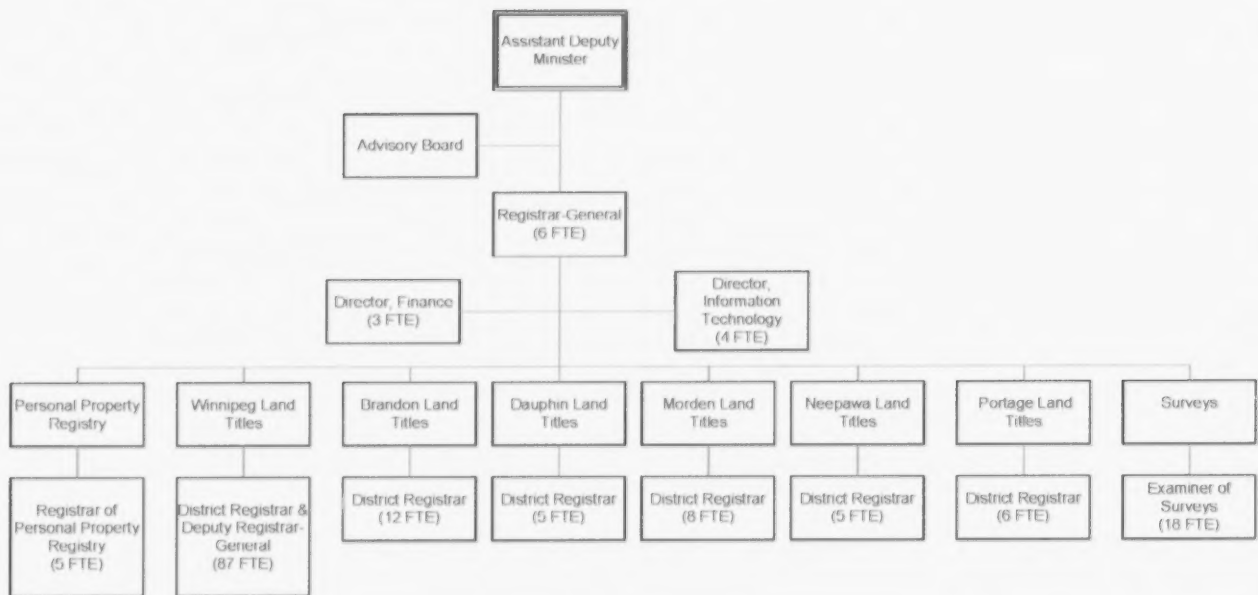 Assistant Deputy
Minister
Advisory Board
Registrar-General
(6 FTE)
Director, Finance
(3 FTE)
Director,
Information
Technology
(4 FTE)
Personal Property
Registry
Winnipeg Land
Titles
Brandon Land
Titles
Dauphin Land
Titles
Morden Land
Titles
Neepawa Land
Titles
Portage Land
Titles
Surveys
Registrar of
Personal Property
Registry
(5 FTE)
District Registrar &
Deputy Registrar-
General
(87 FTE)
District Registrar
(12 FTE)
District Registrar
(5 FTE)
District Registrar
(8 FTE)
District Registrar
(5 FTE)
District Registrar
(6 FTE)
Examiner of
Surveys
(18 FTE)